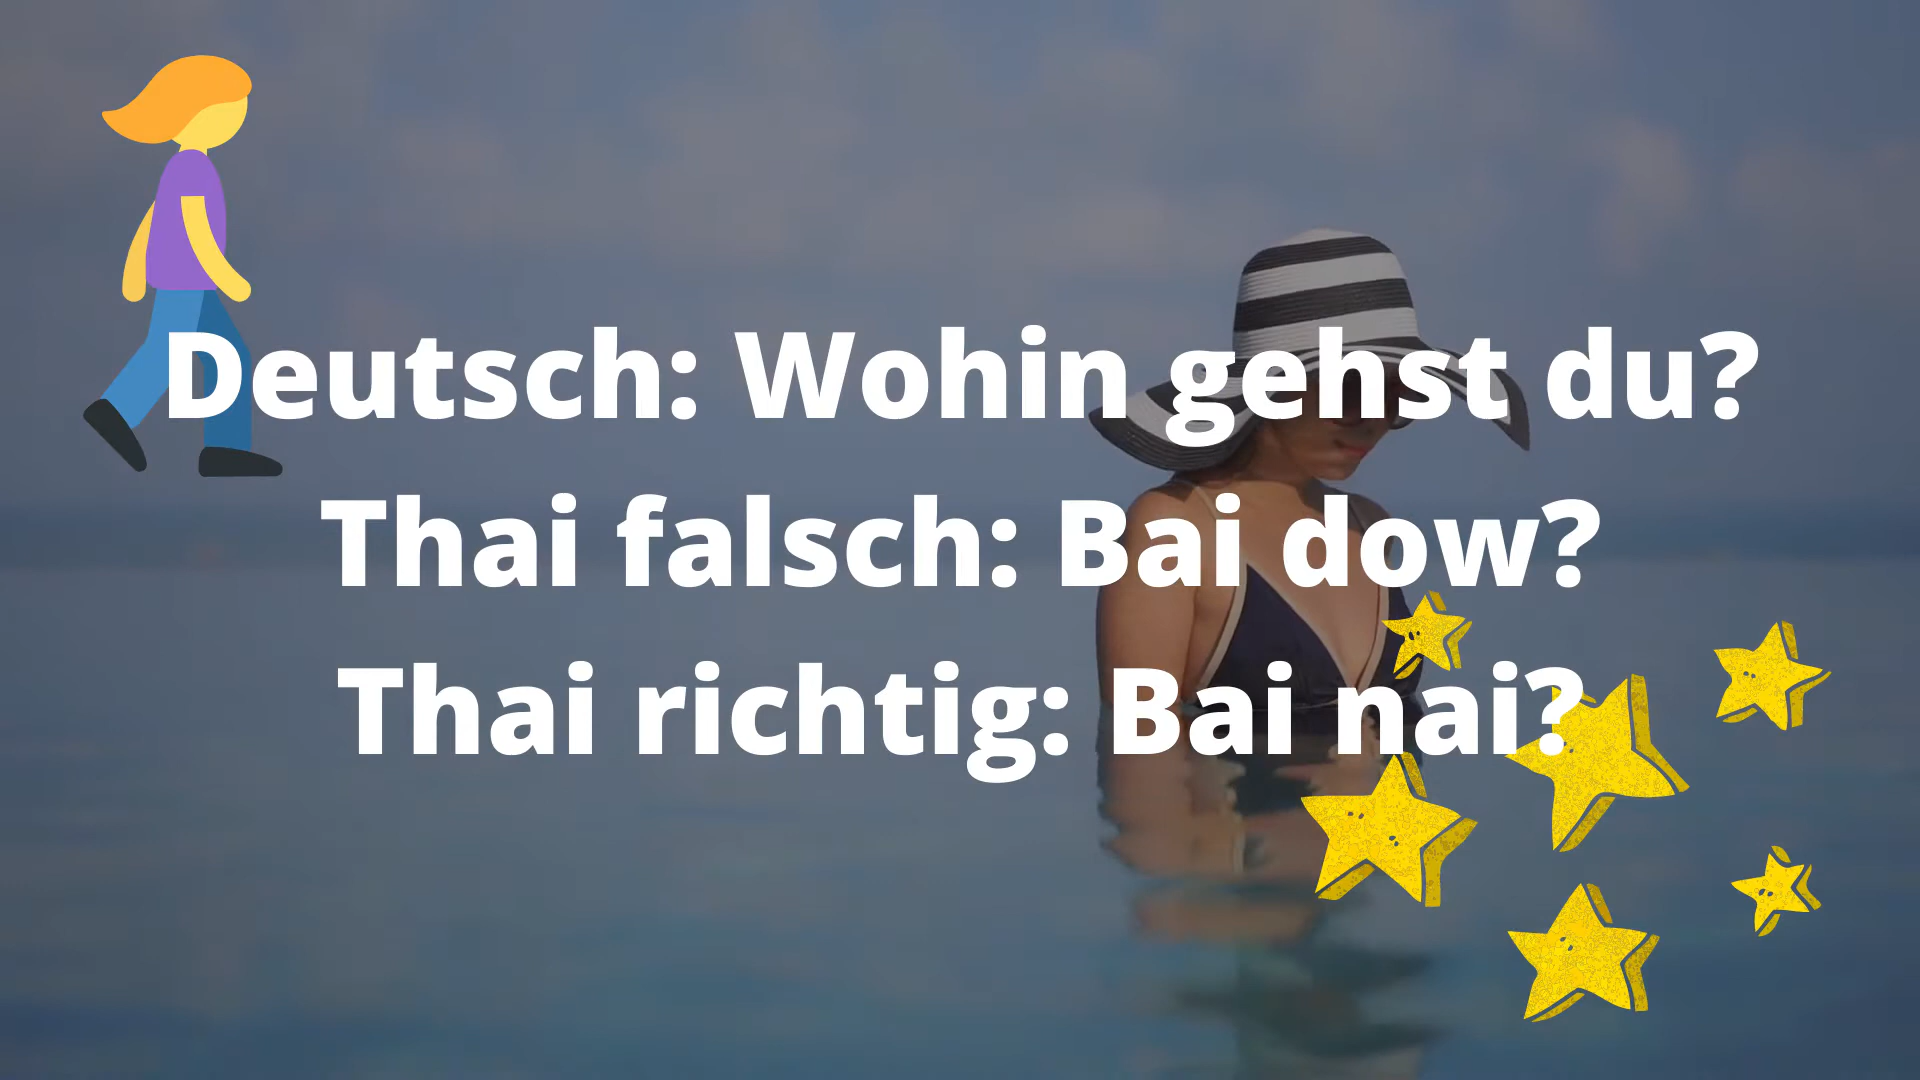 Deutsch: Wohin gehst du?
Thai falsch: Bai dow?
Thai richtig: Bai nai?